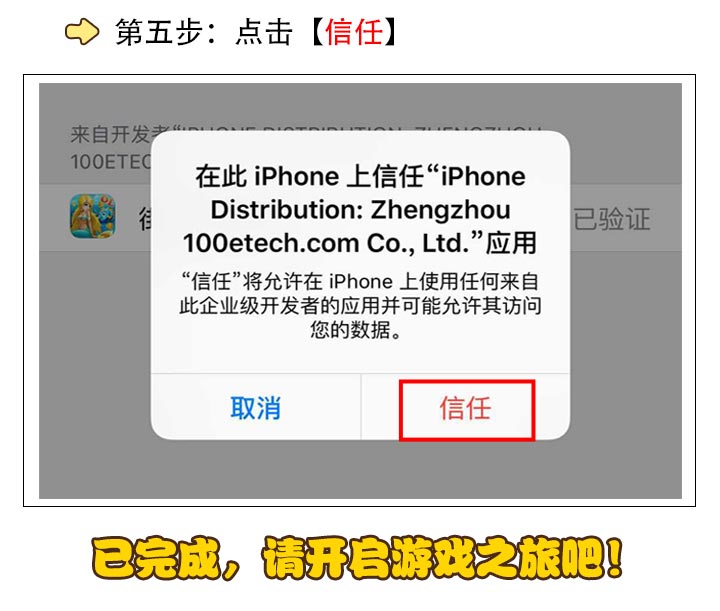 第五步：点击【信任】
来自开发者“IPHONE DISTRIBUTION: ZHENGZHOU
100ETEC
在此 iPhone 上信任“iPhone
Distribution: Zhengzhou
100etech.com Co., Ltd.”应用
街
已验证
“信任”将允许在 iPhone 上使用任何来自
此企业级开发者的应用并可能允许其访问
您的数据。
取消
信任
已完成，请开启游戏之旅吧！